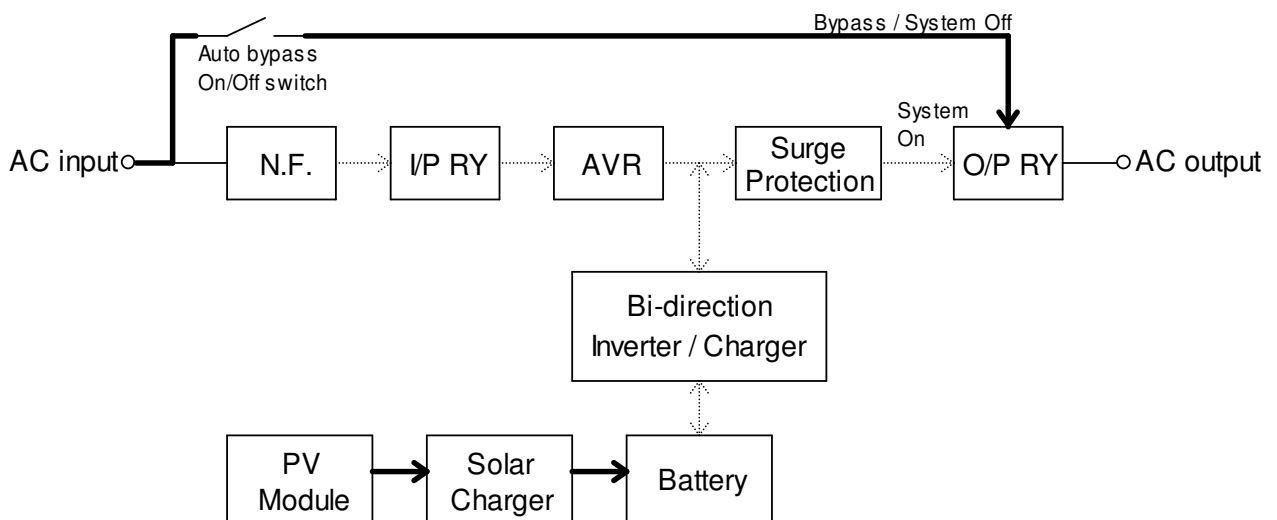 Bypass / System Off
Auto bypass
On/Off switch
System
On
AC input
N.F.
I/P RY
AVR
Surge
Protection
O/P RY
AC output
Bi-direction
Inverter / Charger
PV
Module
Solar
Charger
Battery